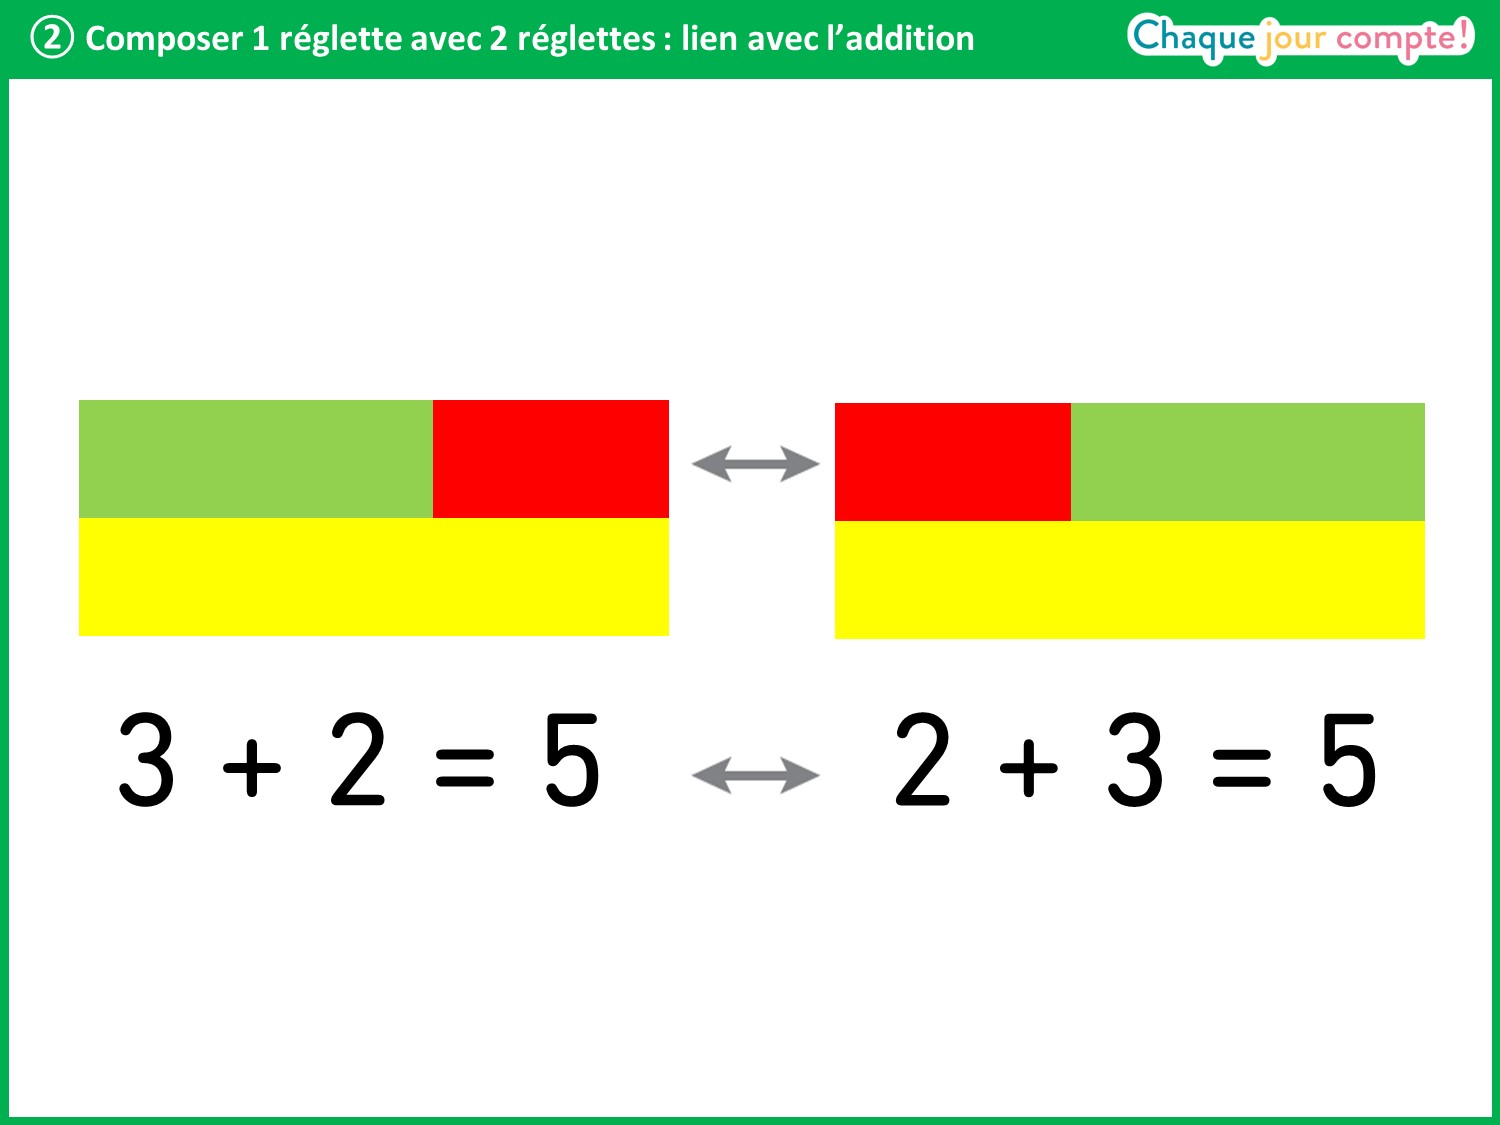 ② Composer 1 réglette avec 2 réglettes : lien avec l’addition
Chaque jour compte!
3 + 2 = 5
2 + 3 = 5